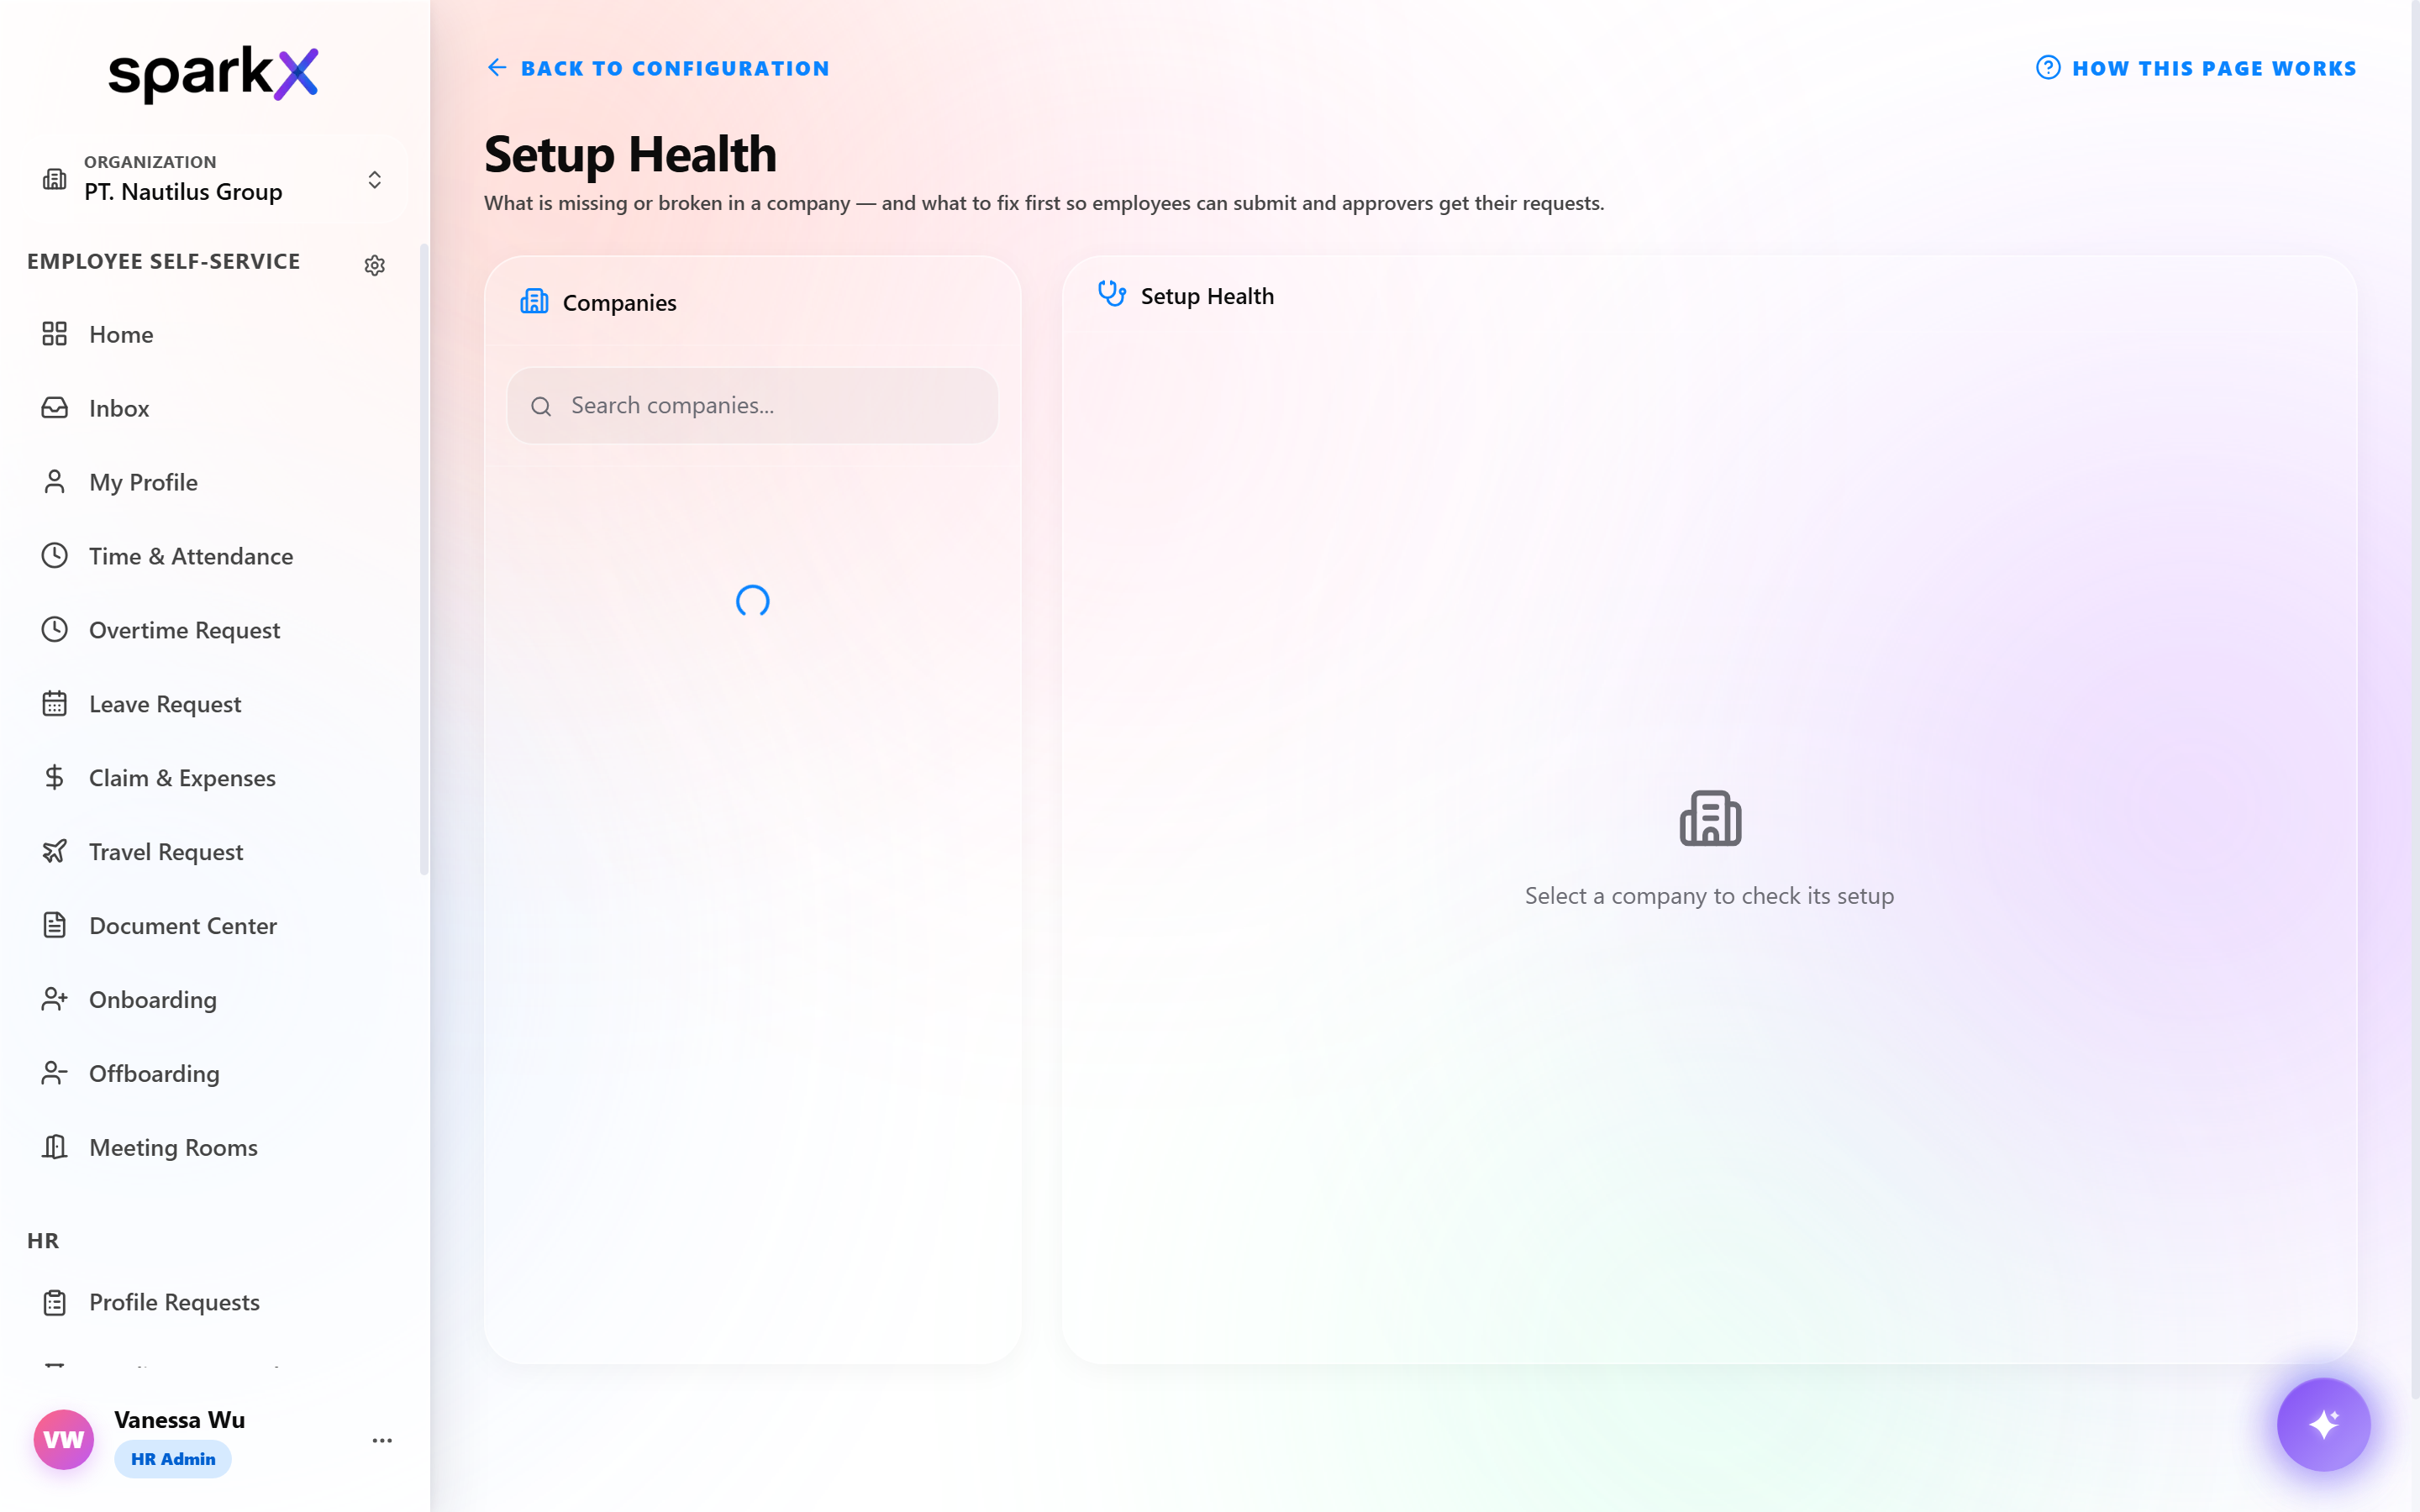 sparkX
ORGANIZATION
PT. Nautilus Group
EMPLOYEE SELF-SERVICE
Home
Inbox
My Profile
Time & Attendance
Overtime Request
Leave Request
Claim & Expenses
Travel Request
Document Center
Onboarding
Offboarding
Meeting Rooms
HR
Profile Requests
VW
Vanessa Wu
HR Admin
BACK TO CONFIGURATION
HOW THIS PAGE WORKS
Setup Health
What is missing or broken in a company — and what to fix first so employees can submit and approvers get their requests.
Companies
Search companies...
Setup Health
Select a company to check its setup